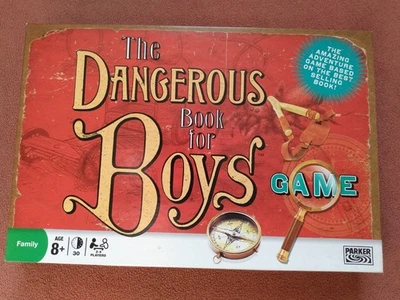 The
DANGEROUS
Book for
Boys
GAME
THE
AMAZING
ADVENTURE
GAME BASED
ON THE BEST
SELLING
BOOK!
Family
AGE
8+
30
PLAYERS
PARKER